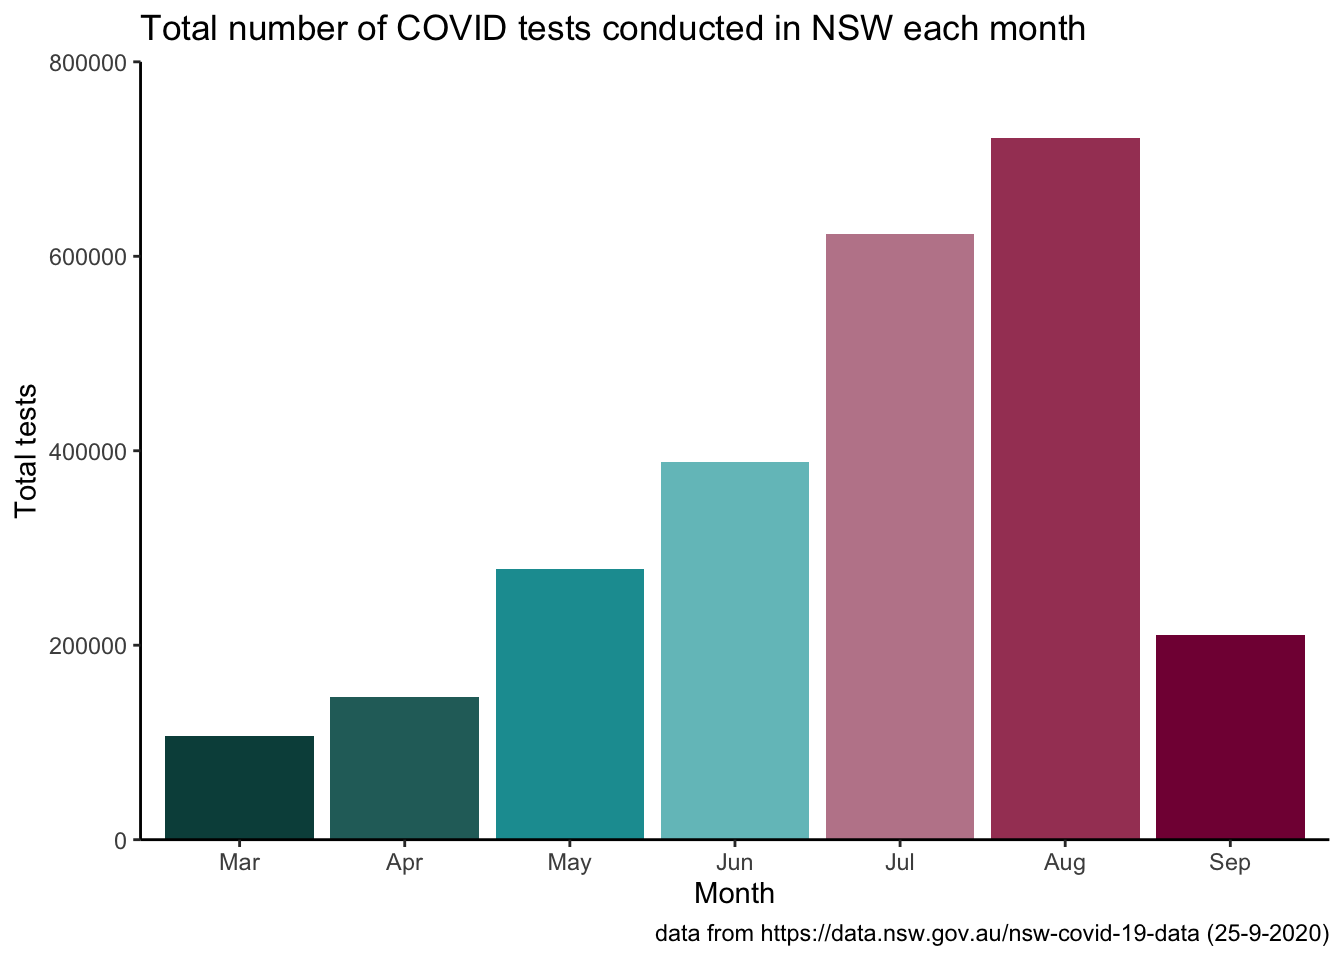 Total number of COVID tests conducted in NSW each month
800000
600000
400000
200000
0
Total tests
Mar Apr May Jun Jul Aug Sep
Month
data from https://data.nsw.gov.au/nsw-covid-19-data (25-9-2020)